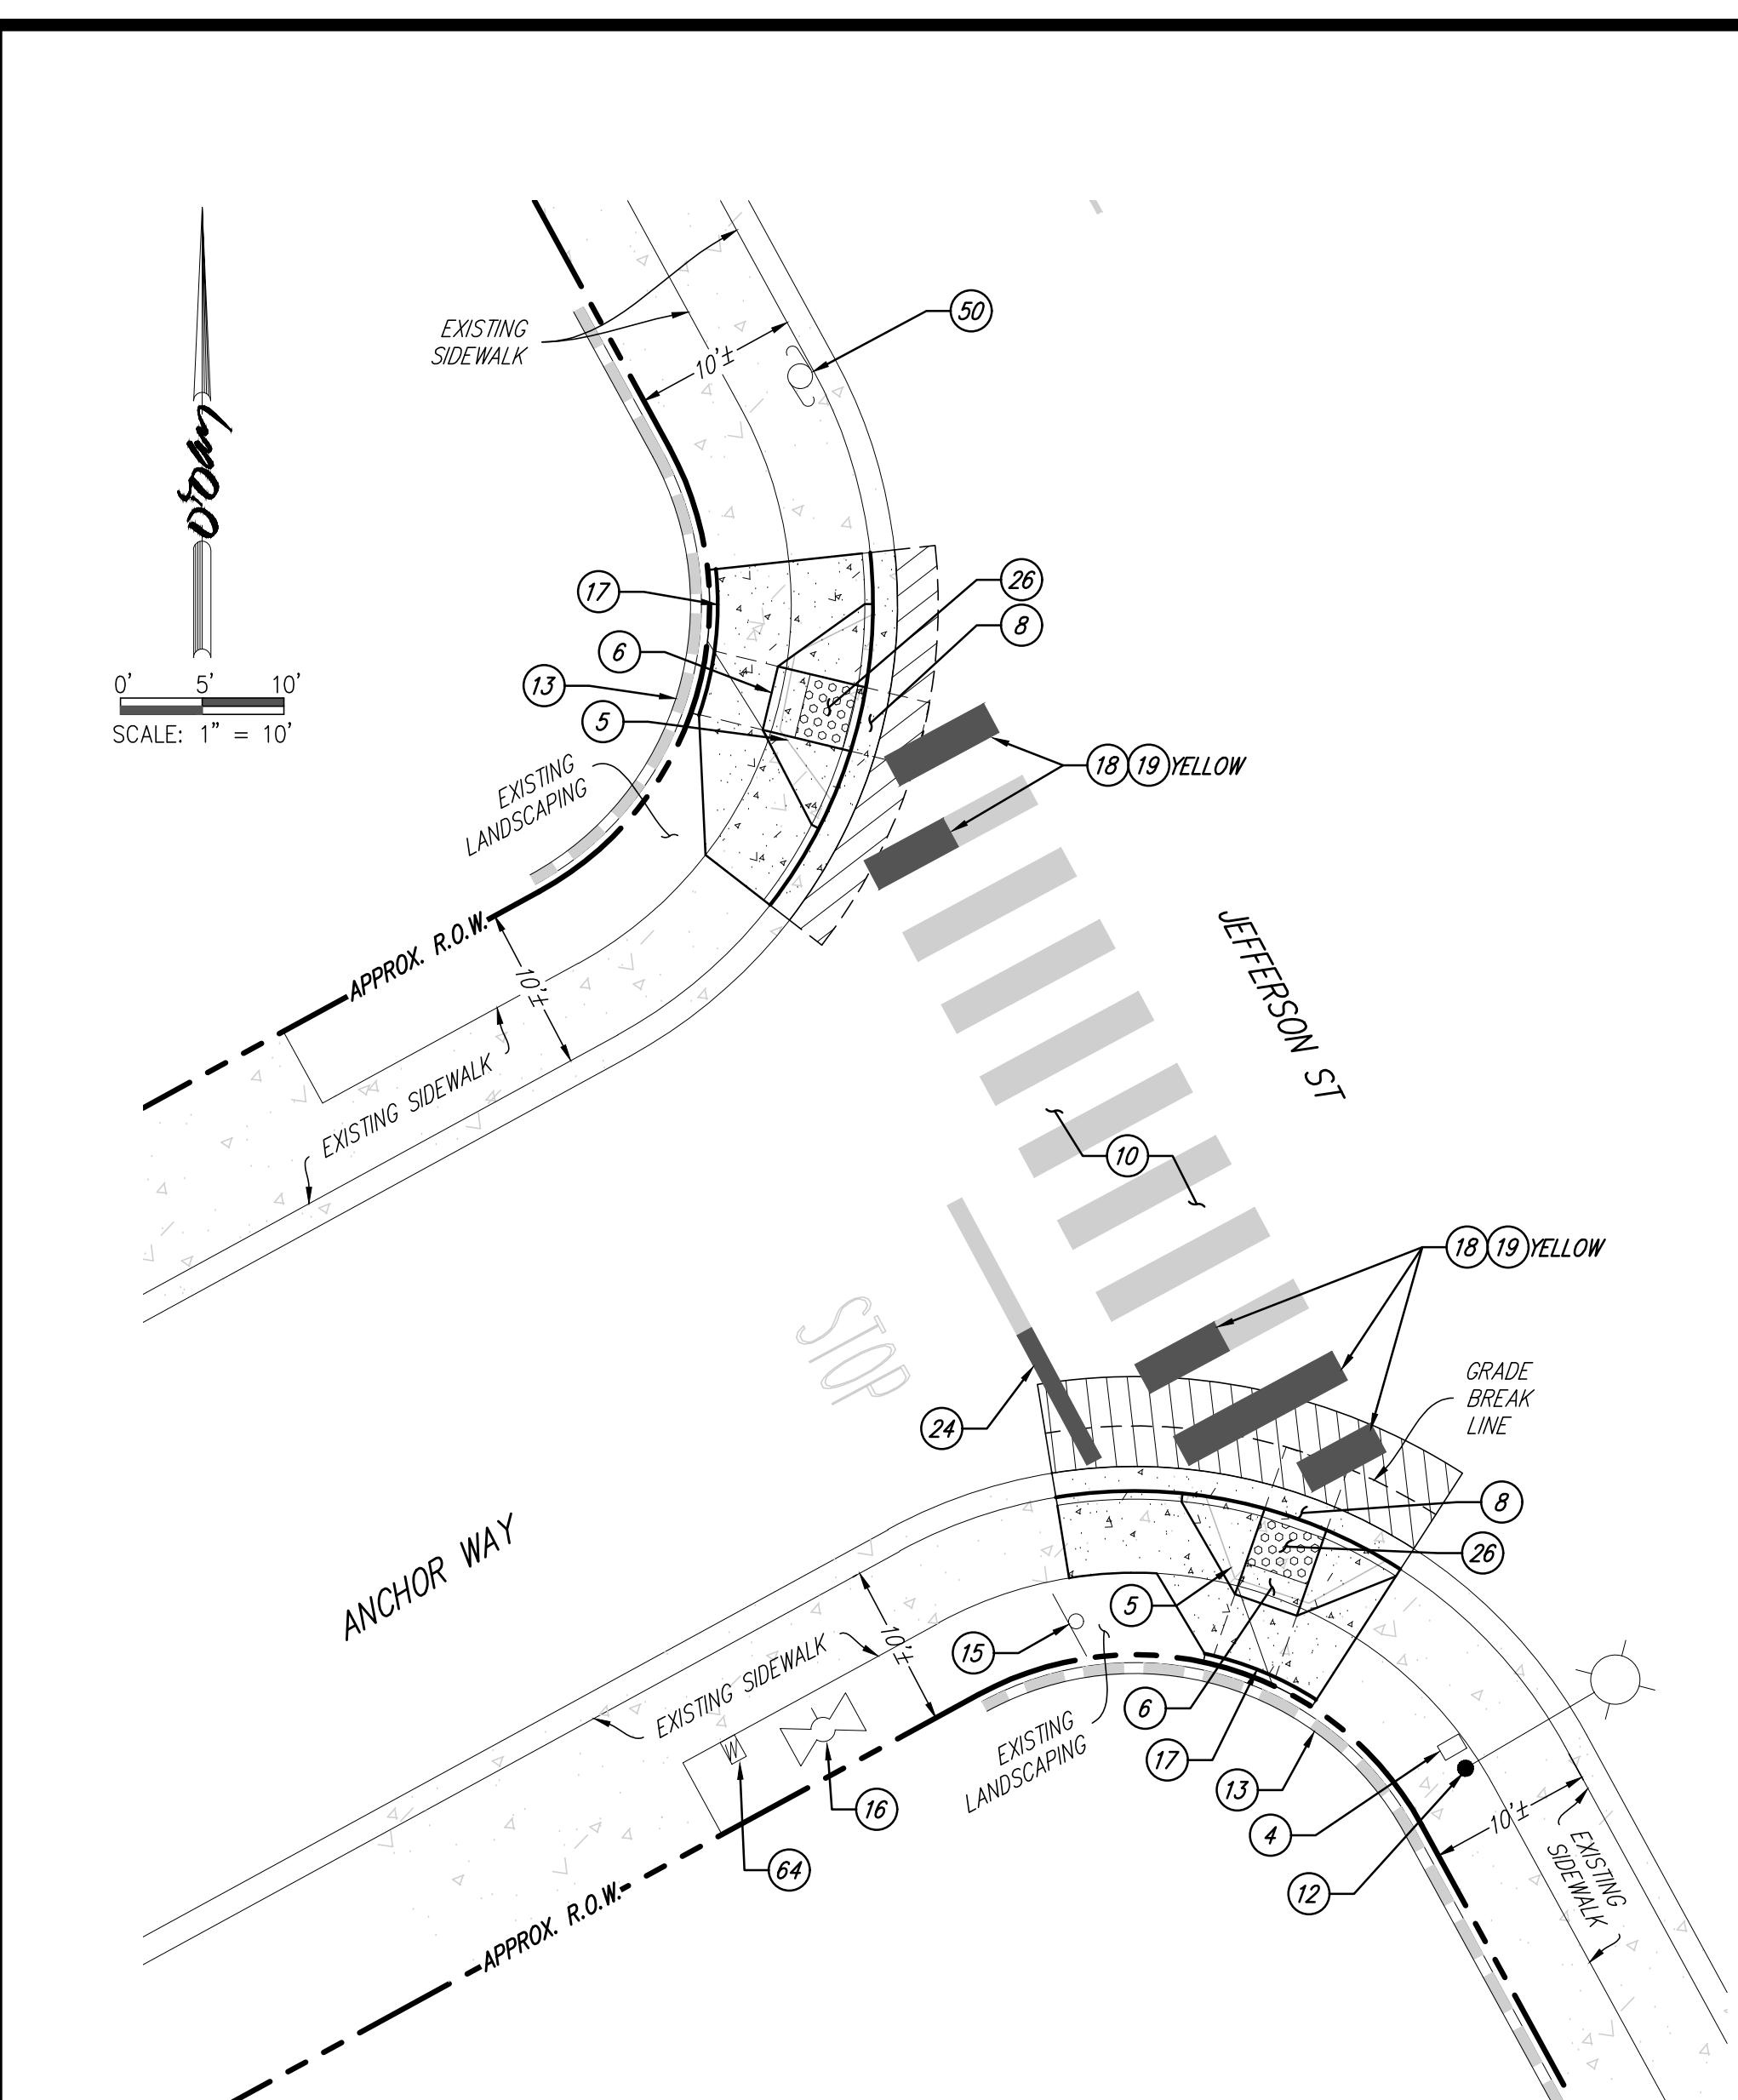 50
EXISTING
SIDEWALK
10'±
26
17
8
6
13
0' 5' 10'
5
SCALE: 1" = 10'
18 19 YELLOW
EXISTING
LANDSCAPING
APPROX. R.O.W.
10'±
JEFFERSON ST
EXISTING SIDEWALK
10
18 19 YELLOW
STOP
GRADE
BREAK
LINE
24
8
ANCHOR WAY
26
5
15
10'±
EXISTING SIDEWALK
6
W
EXISTING
LANDSCAPING
17
13
16
4
10'±
64
12
EXISTING
SIDEWALK
APPROX. R.O.W.